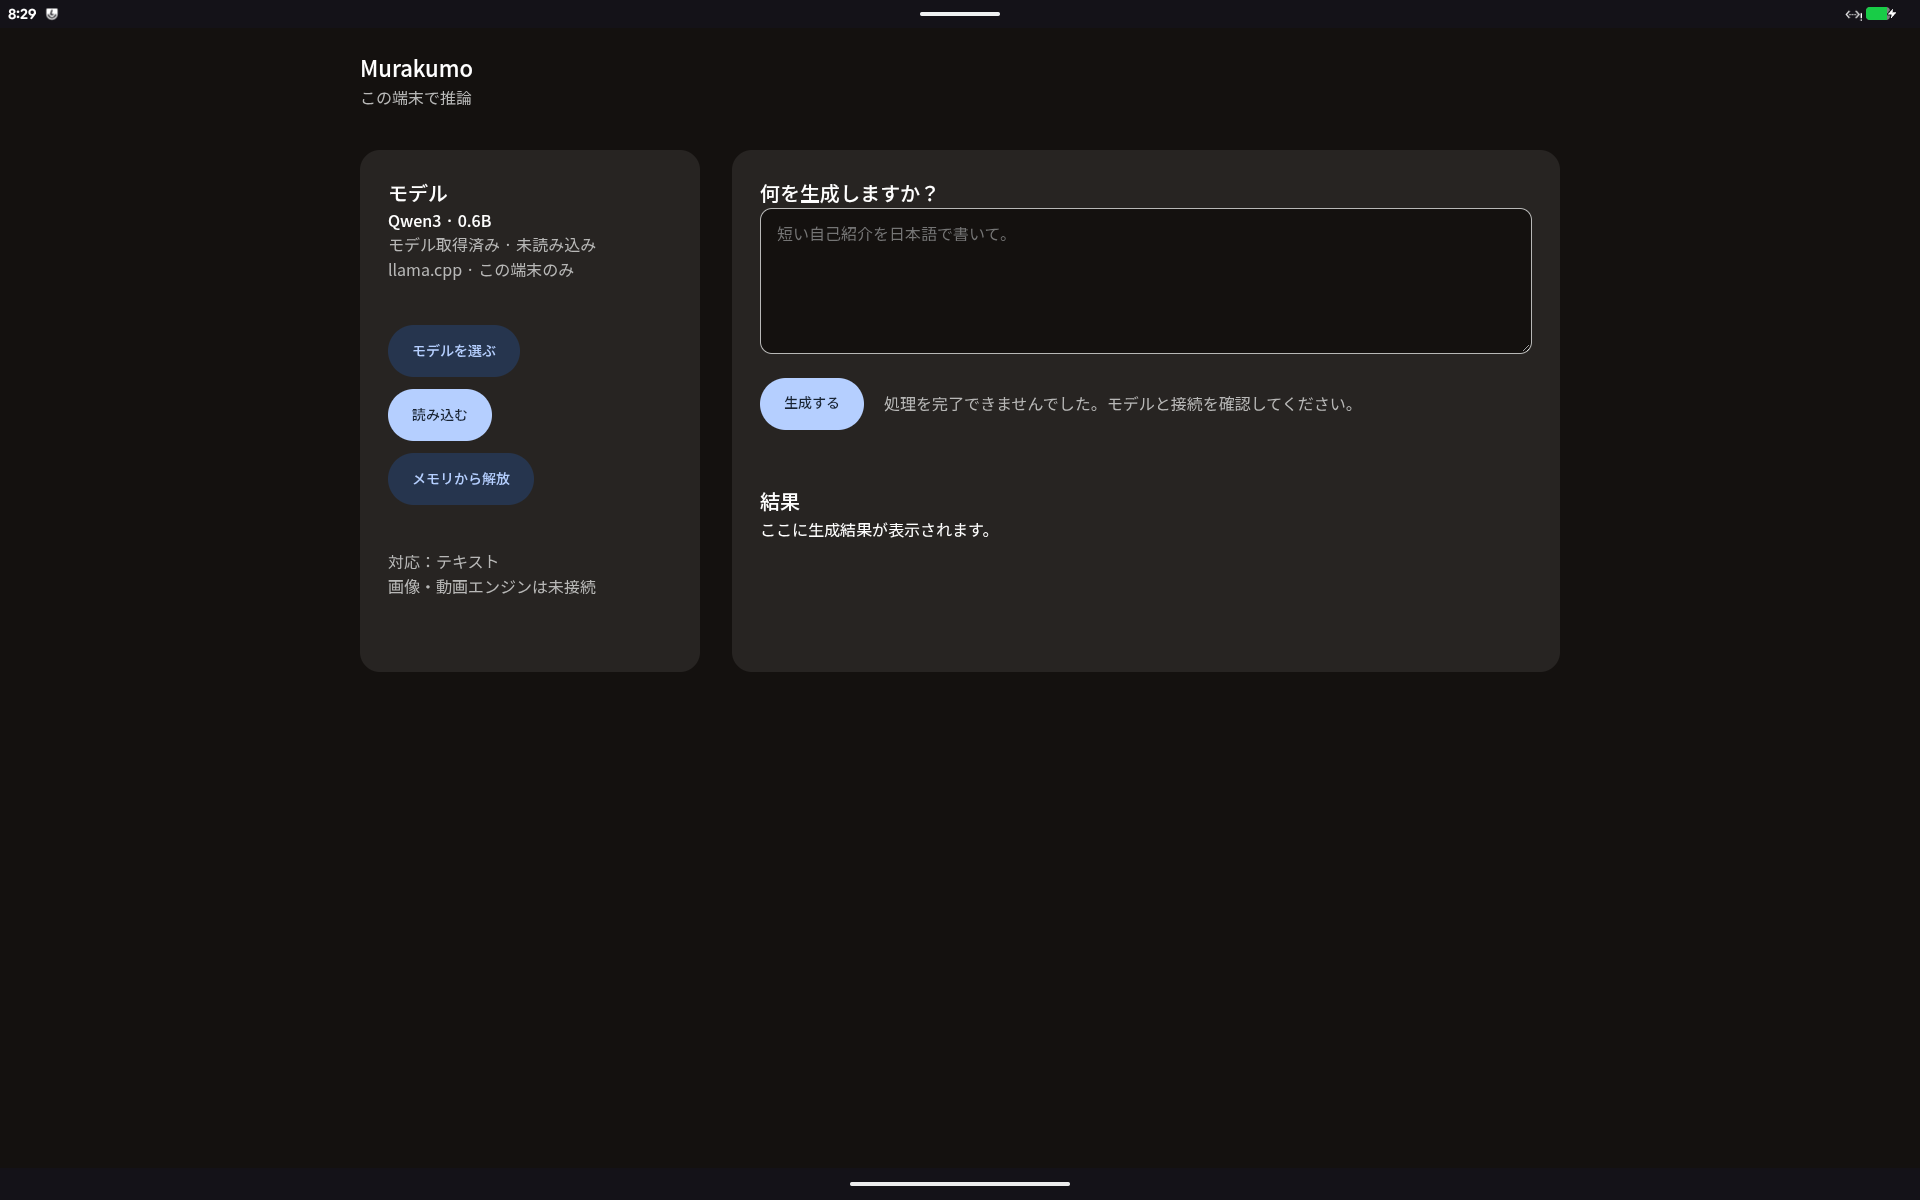 8:29
Murakumo
この端末で推論
モデル
Qwen3 · 0.6B
モデル取得済み · 未読み込み
llama.cpp · この端末のみ
モデルを選ぶ
読み込む
メモリから解放
対応：テキスト
画像・動画エンジンは未接続
何を生成しますか？
短い自己紹介を日本語で書いて。
生成する
処理を完了できませんでした。モデルと接続を確認してください。
結果
ここに生成結果が表示されます。